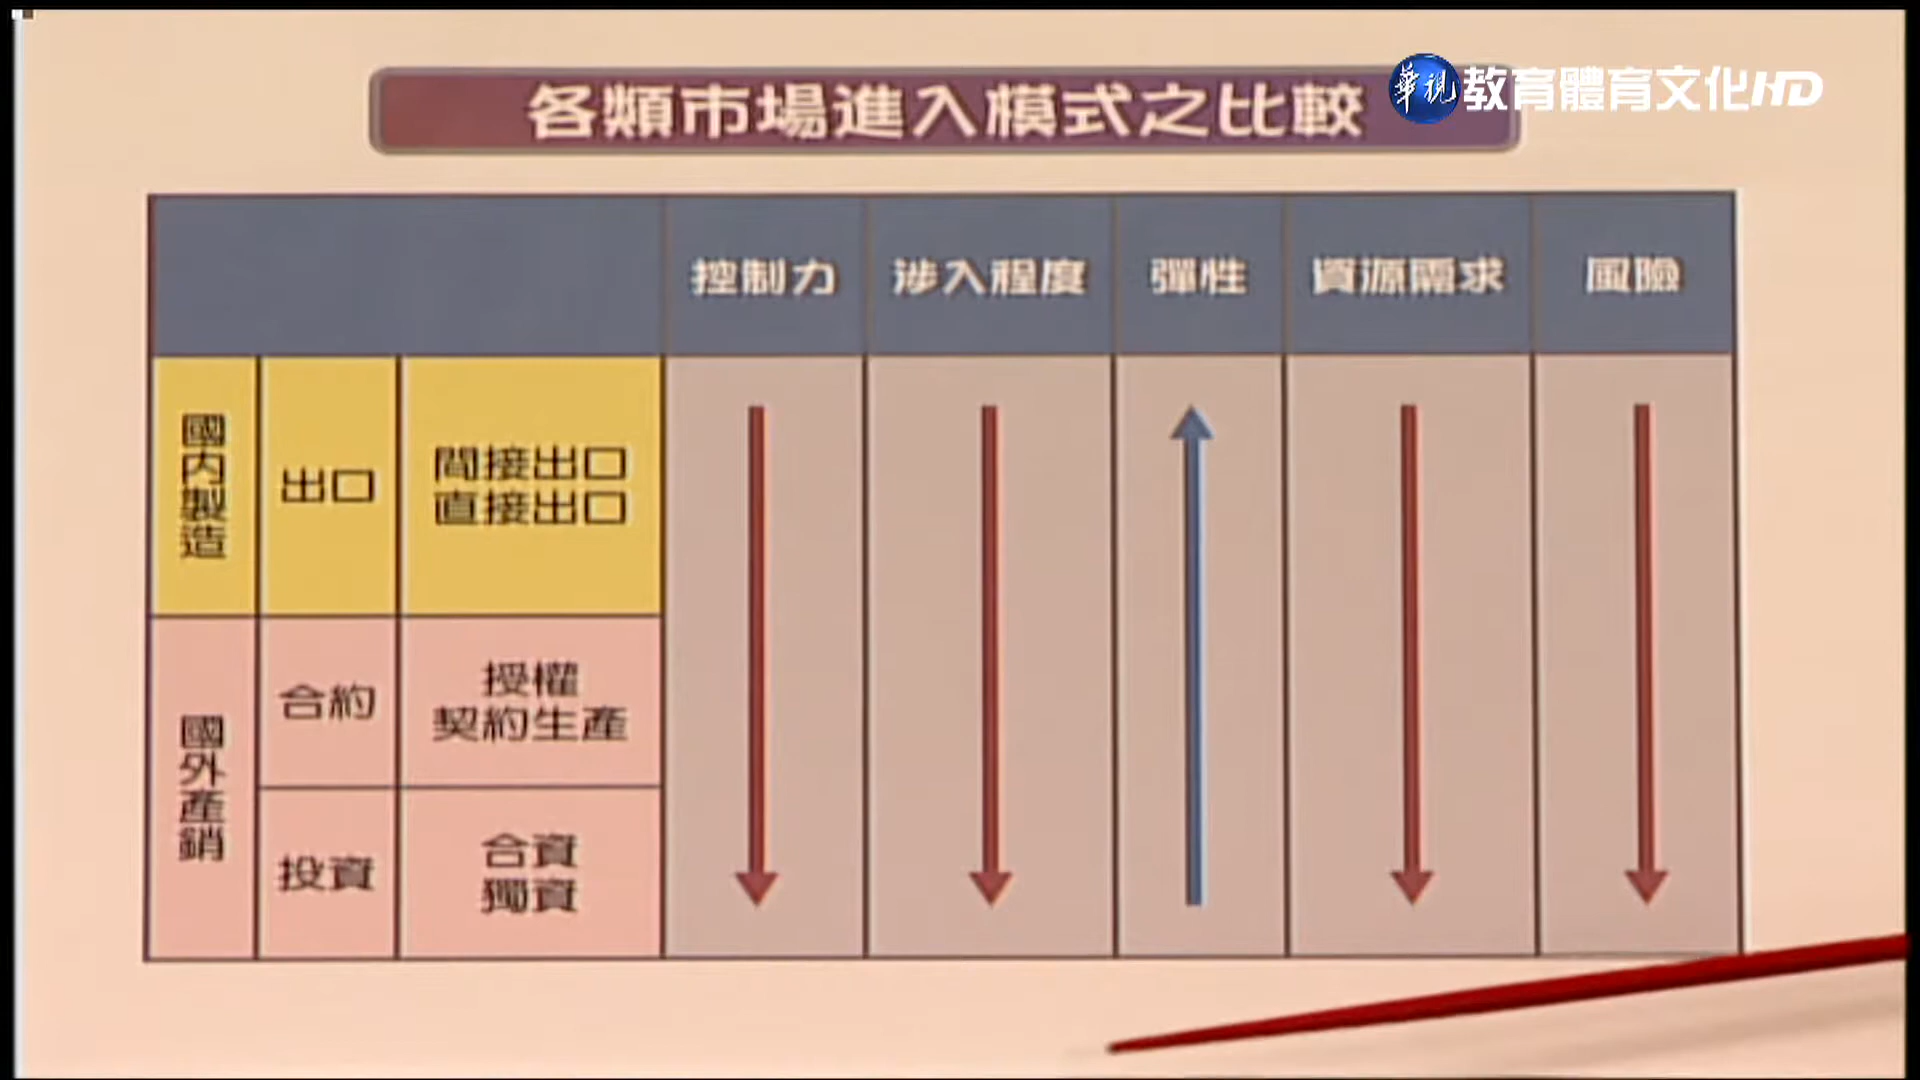 華視 教育體育文化HD
各類市場進入模式之比較
控制力 涉入程度 彈性 資源需求 風險
國內製造
出口
間接出口
直接出口
國外產銷
合約
授權
契約生產
投資
合資
獨資